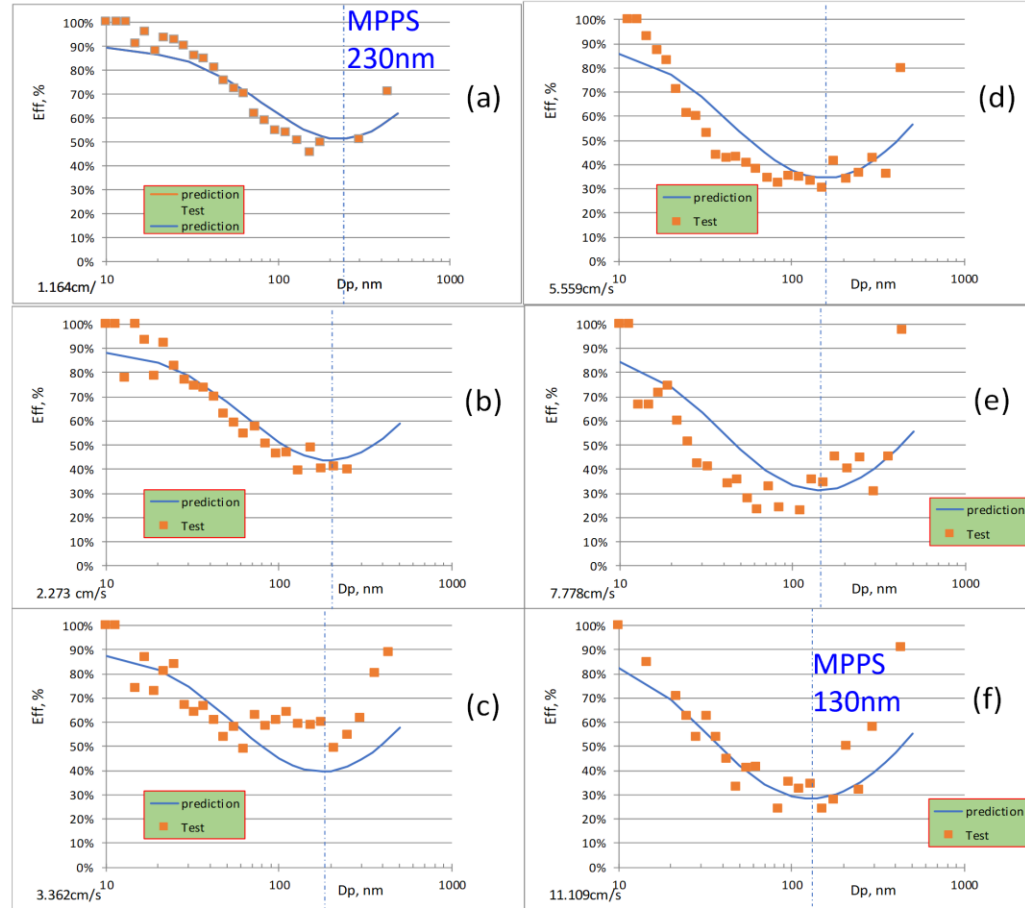 100%
90%
80%
70%
60%
50%
40%
30%
20%
10%
0%
Eff, %
MPPS
230nm
(a)
prediction
Test
prediction
10
100
1000
1.164cm/
Dp, nm
100%
90%
80%
70%
60%
50%
40%
30%
20%
10%
0%
Eff, %
(d)
prediction
Test
10
100
1000
5.559cm/s
Dp, nm
100%
90%
80%
70%
60%
50%
40%
30%
20%
10%
0%
Eff, %
(b)
prediction
Test
10
100
1000
2.273 cm/s
Dp, nm
100%
90%
80%
70%
60%
50%
40%
30%
20%
10%
0%
Eff, %
(e)
prediction
Test
10
100
1000
7.778cm/s
Dp, nm
100%
90%
80%
70%
60%
50%
40%
30%
20%
10%
0%
Eff, %
(c)
prediction
Test
10
100
1000
3.362cm/s
Dp, nm
100%
90%
80%
70%
60%
50%
40%
30%
20%
10%
0%
Eff, %
MPPS
130nm
(f)
prediction
Test
10
100
1000
11.109cm/s
Dp, nm